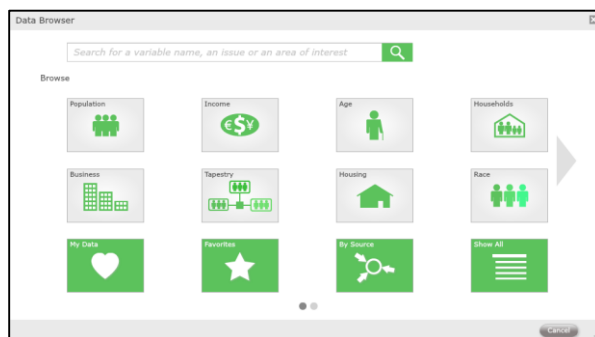 Data Browser
Search for a variable name, an issue or an area of interest
Browse
Population
Income
Age
Households
Business
Tapestry
Housing
Race
My Data
Favorites
By Source
Show All
Cancel